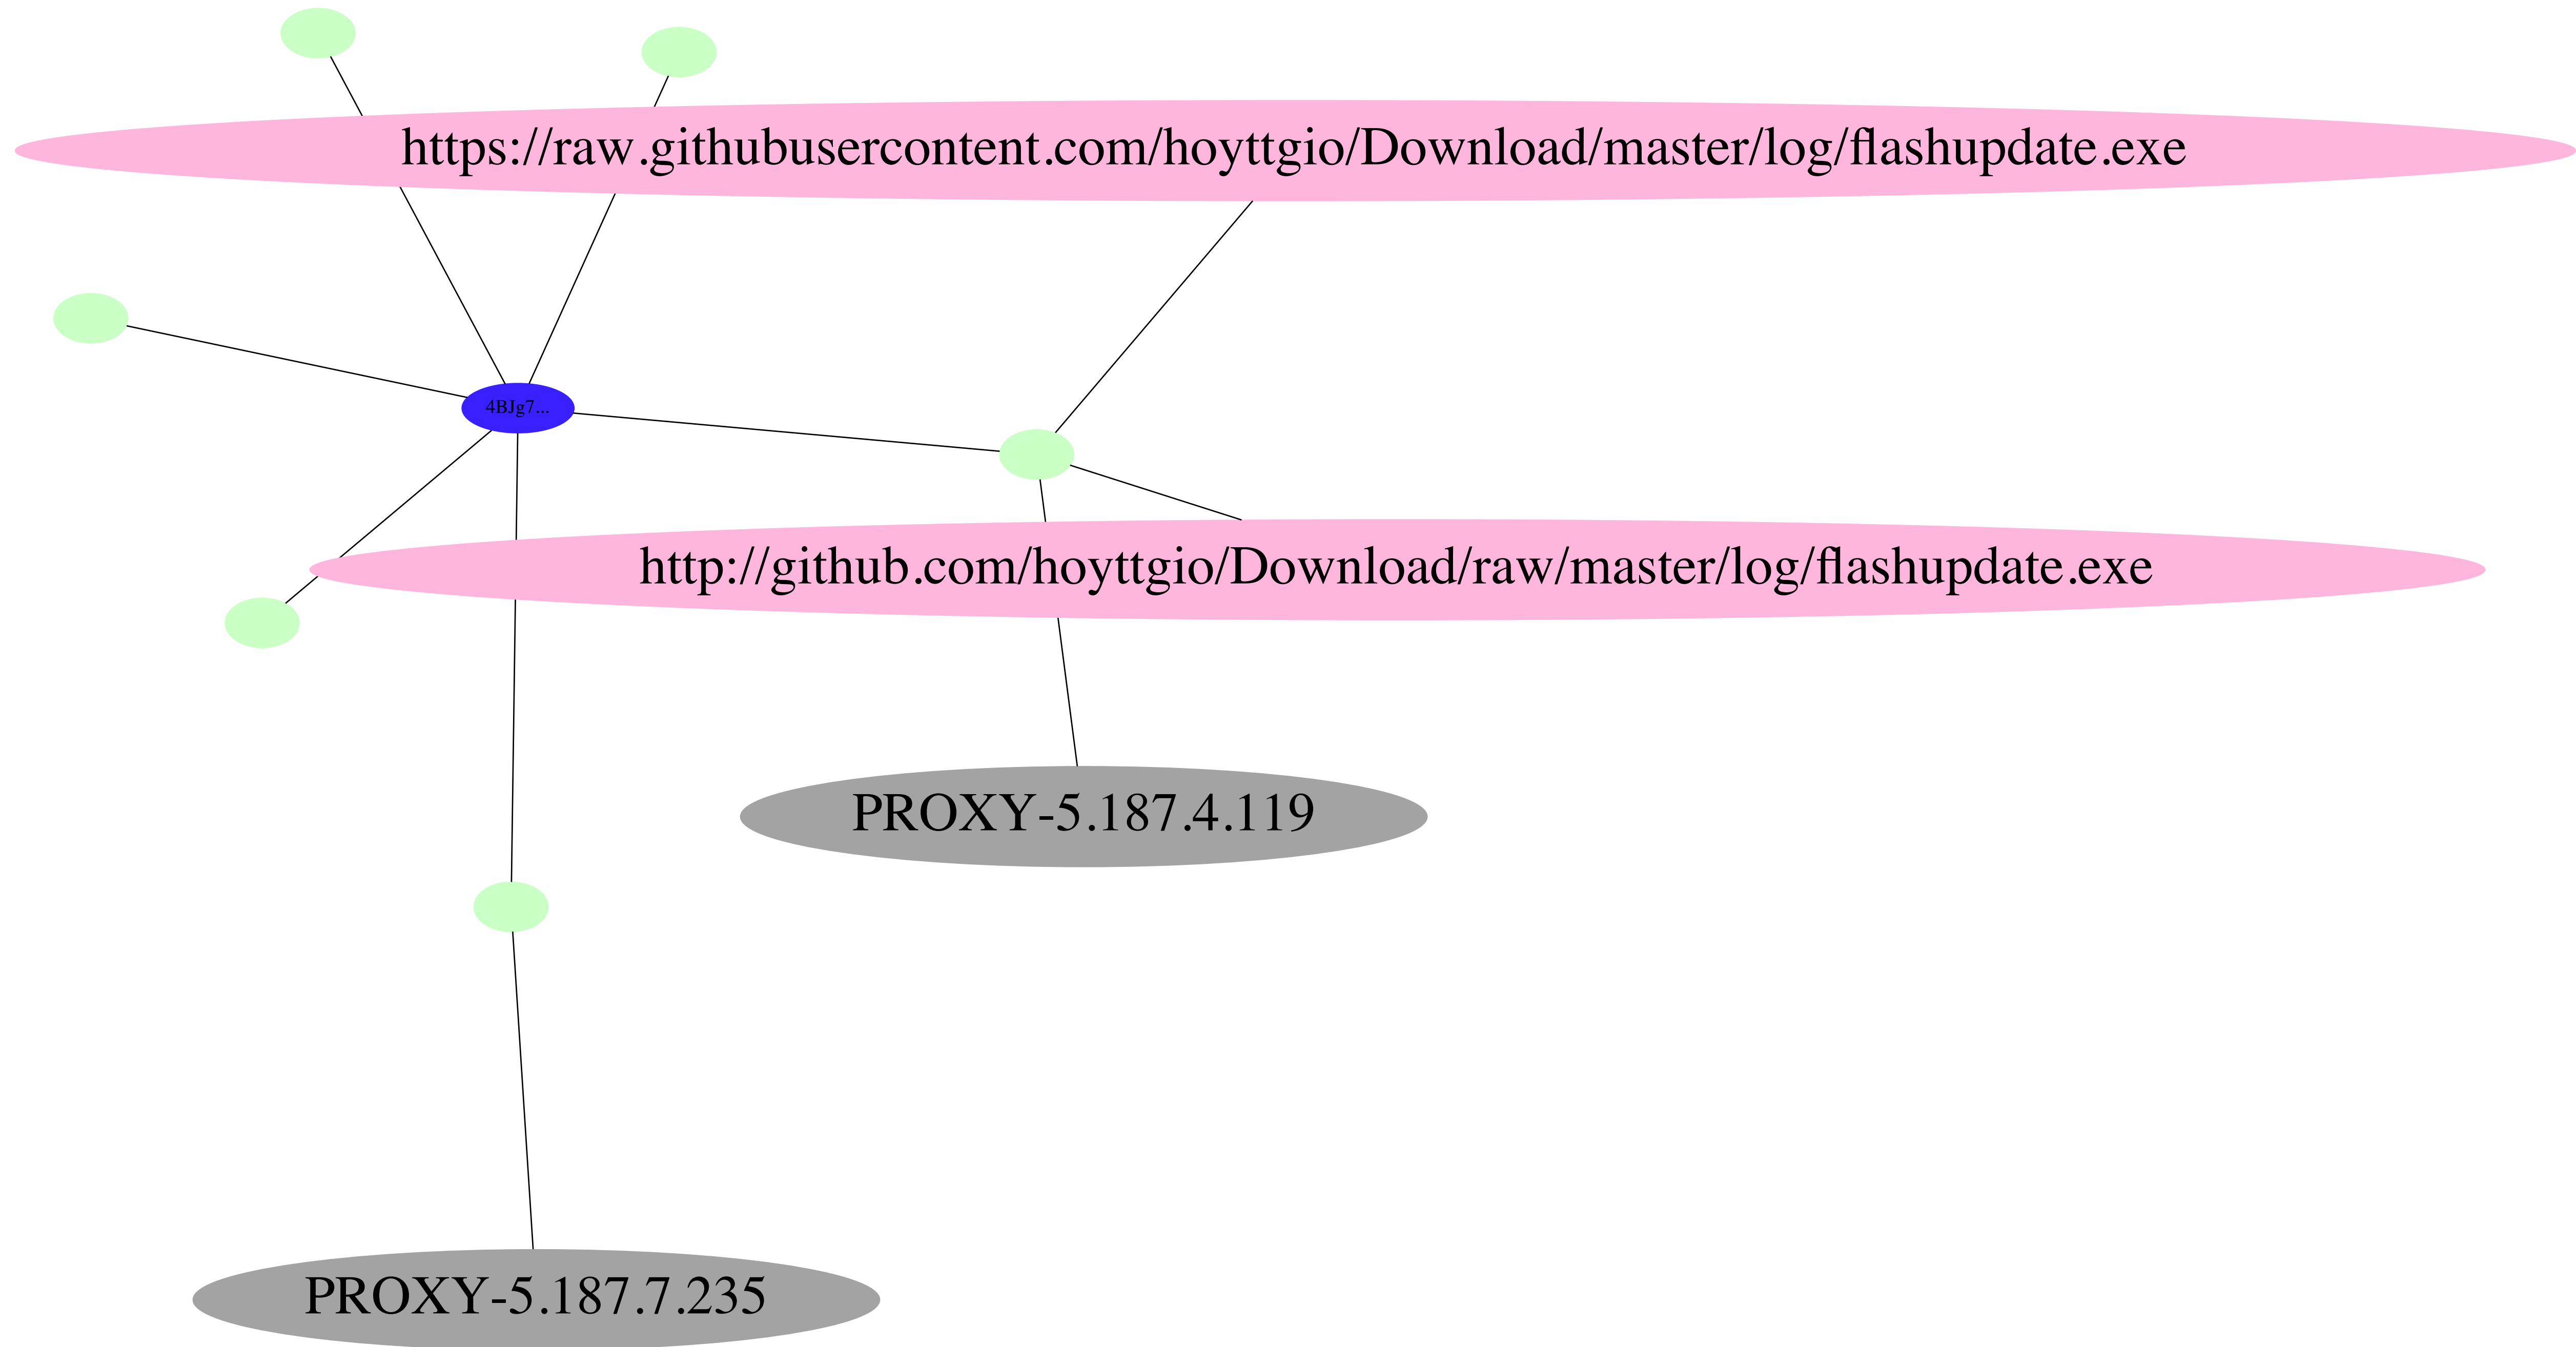 https://raw.githubusercontent.com/hoyttgio/Download/master/log/flashupdate.exe
4BJg7...
http://github.com/hoyttgio/Download/raw/master/log/flashupdate.exe
PROXY-5.187.4.119
PROXY-5.187.7.235